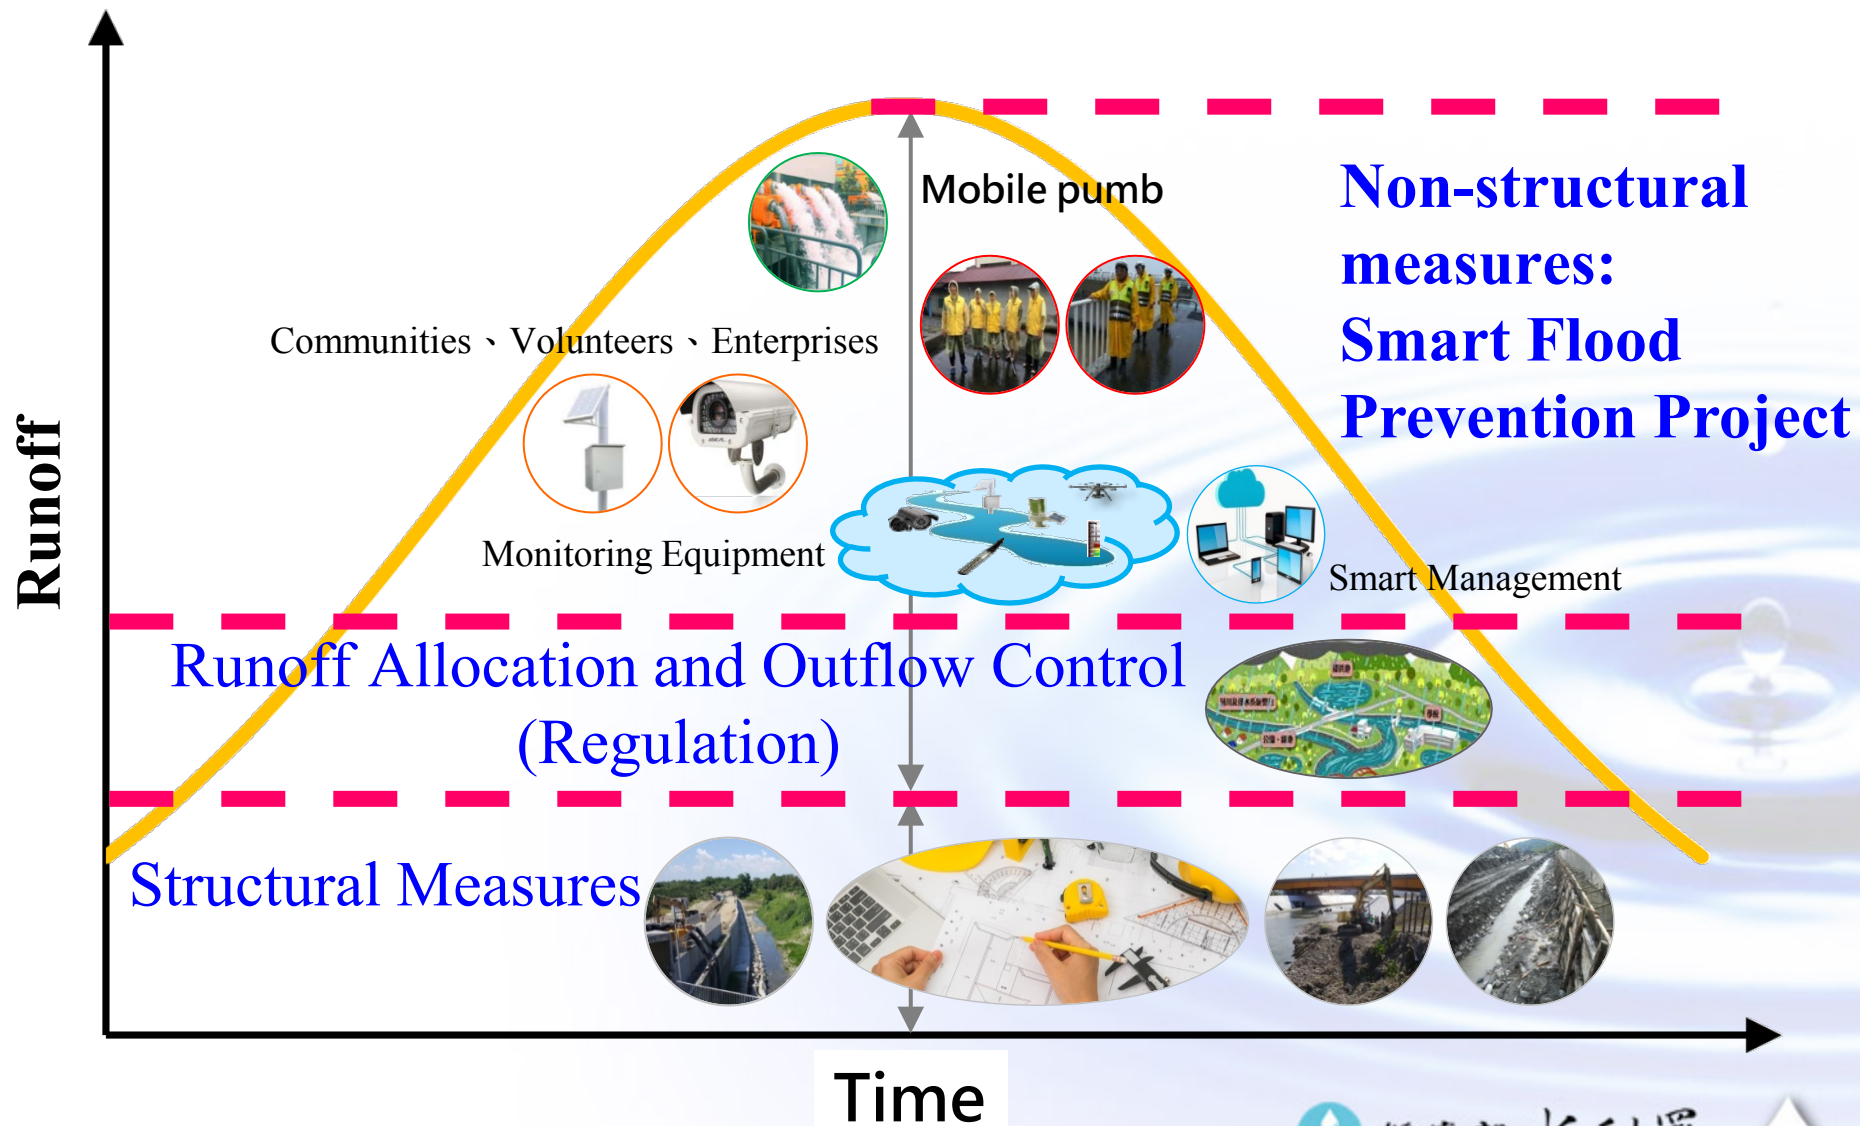 Mobile pumb
Non-structural
measures:
Smart Flood
Prevention Project
Communities、Volunteers、Enterprises
Runoff
Monitoring Equipment
Smart Management
Runoff Allocation and Outflow Control
(Regulation)
Structural Measures
Time